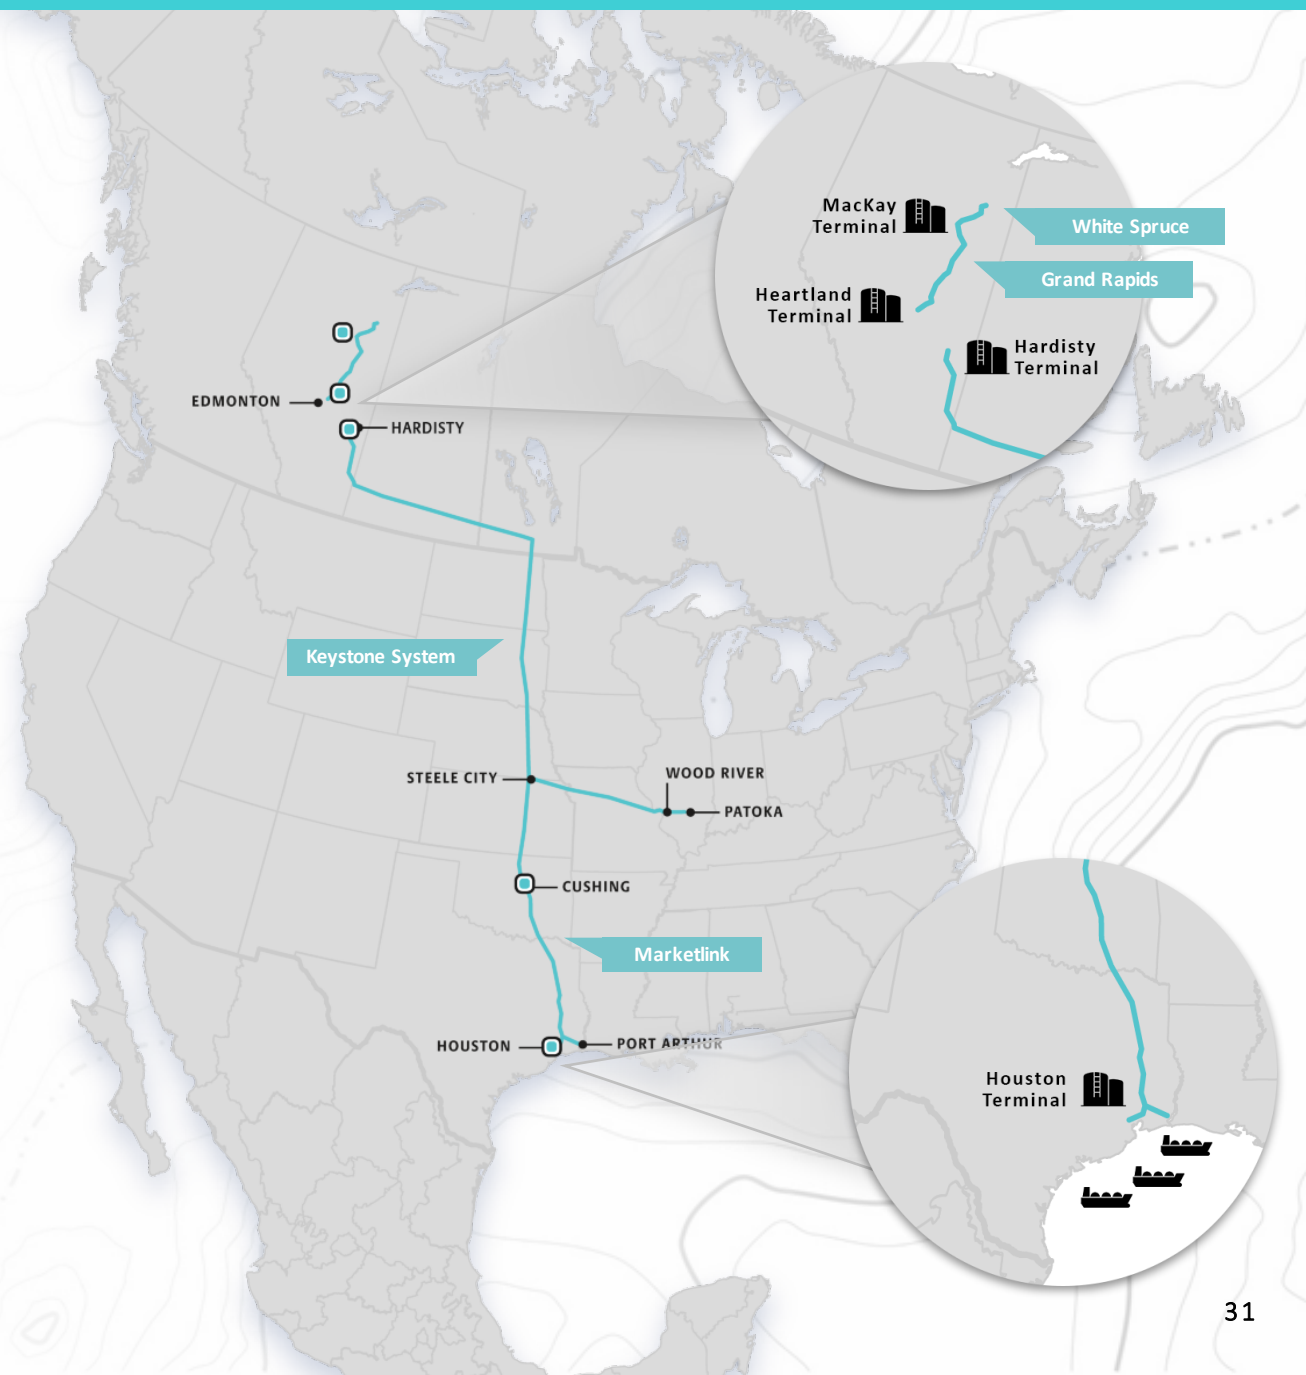 MacKay
Terminal
White Spruce
Grand Rapids
Heartland
Terminal
Hardisty
Terminal
EDMONTON
HARDISTY
Keystone System
STEELE CITY
WOOD RIVER
PATOKA
CUSHING
Marketlink
HOUSTON
PORT ARTHUR
Houston
Terminal
31